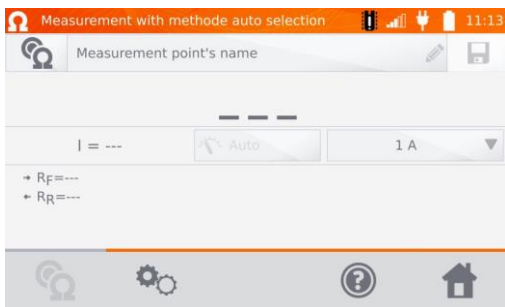 Ω Measurement with methode auto selection 11:13
Measurement point's name
---
I = --- Auto 1 A
→ RF=---
← RR=---